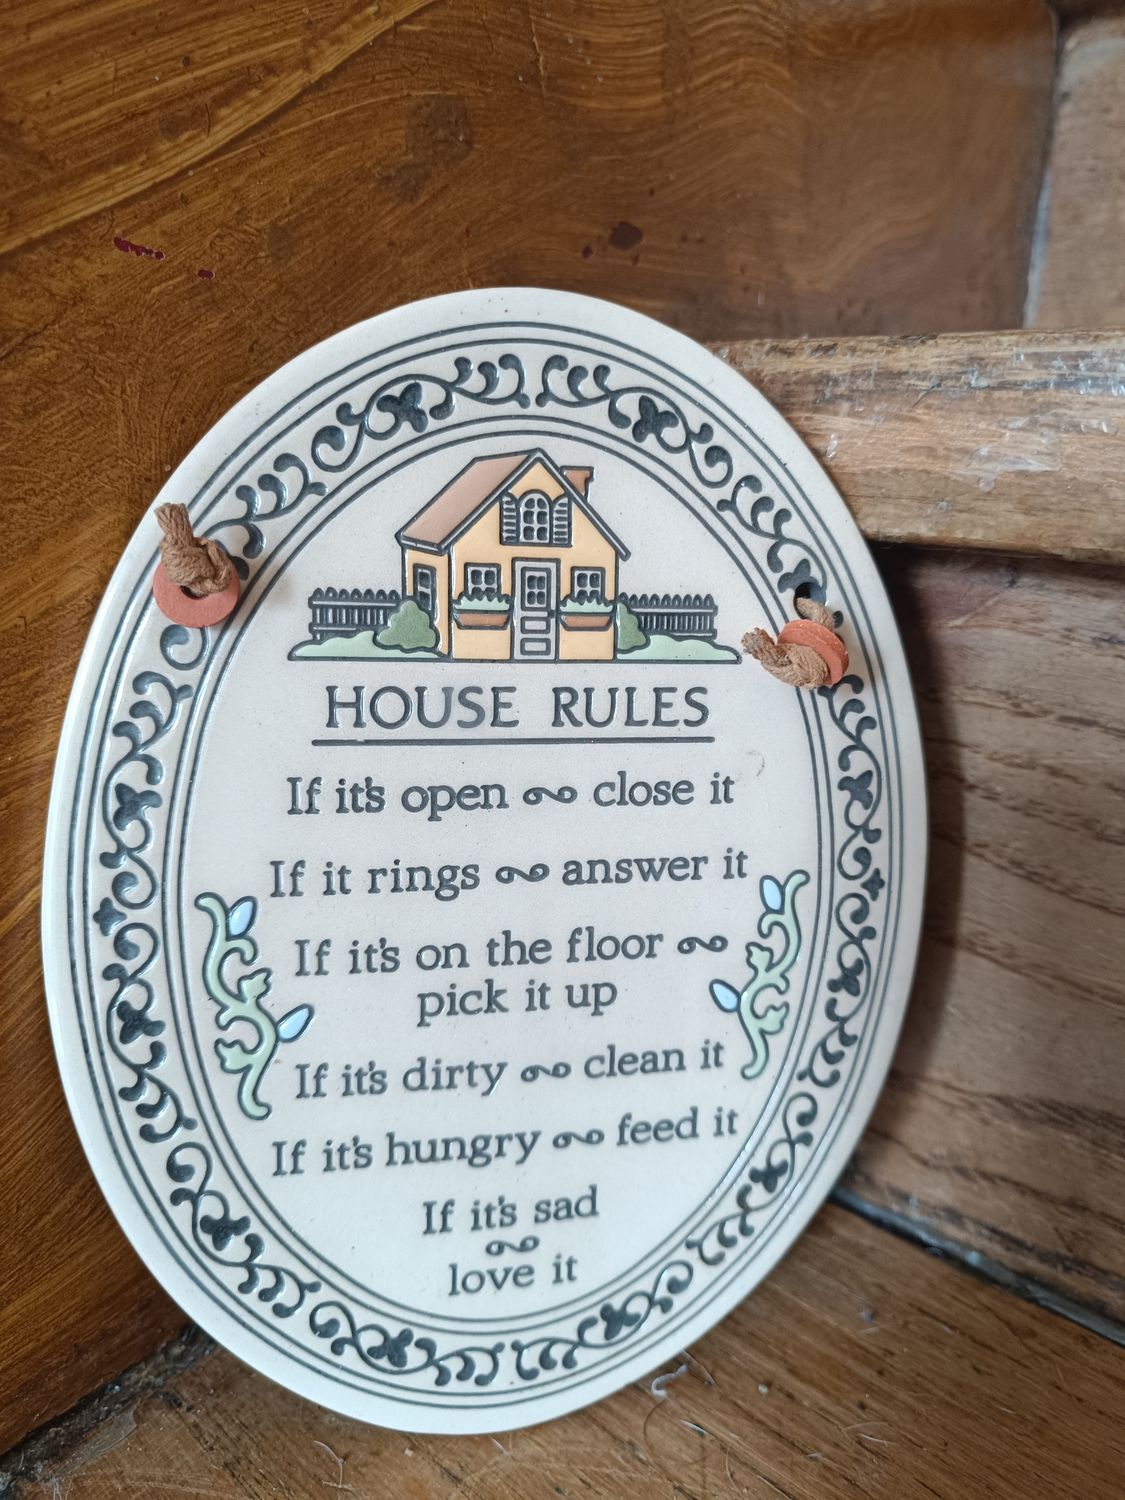 HOUSE RULES
If it's open ~ close it
If it rings ~ answer it
If it's on the floor ~
pick it up
If it's dirty ~ clean it
If it's hungry ~ feed it
If it's sad
~
love it